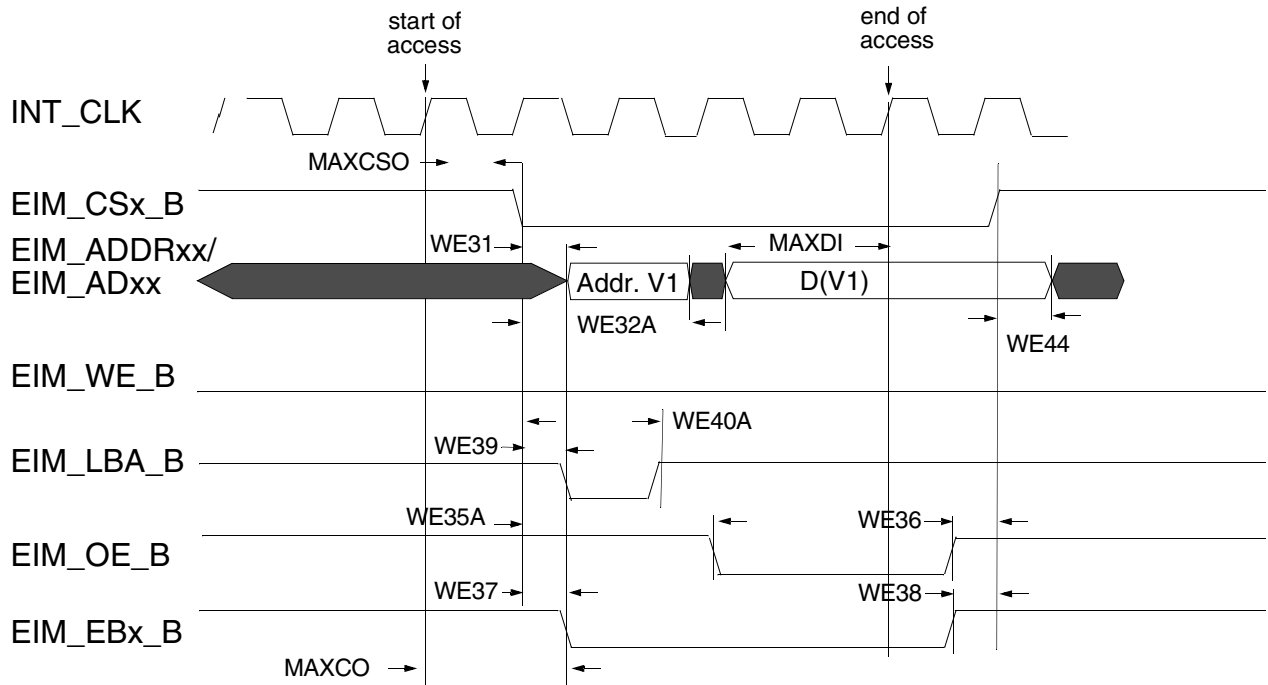 start of
access
end of
access
INT_CLK
MAXCSO
EIM_CSx_B
EIM_ADDRxx/
WE31
MAXDI
EIM_ADxx
Addr. V1
D(V1)
WE32A
WE44
EIM_WE_B
WE40A
WE39
EIM_LBA_B
WE35A
WE36
EIM_OE_B
WE37
WE38
EIM_EBx_B
MAXCO